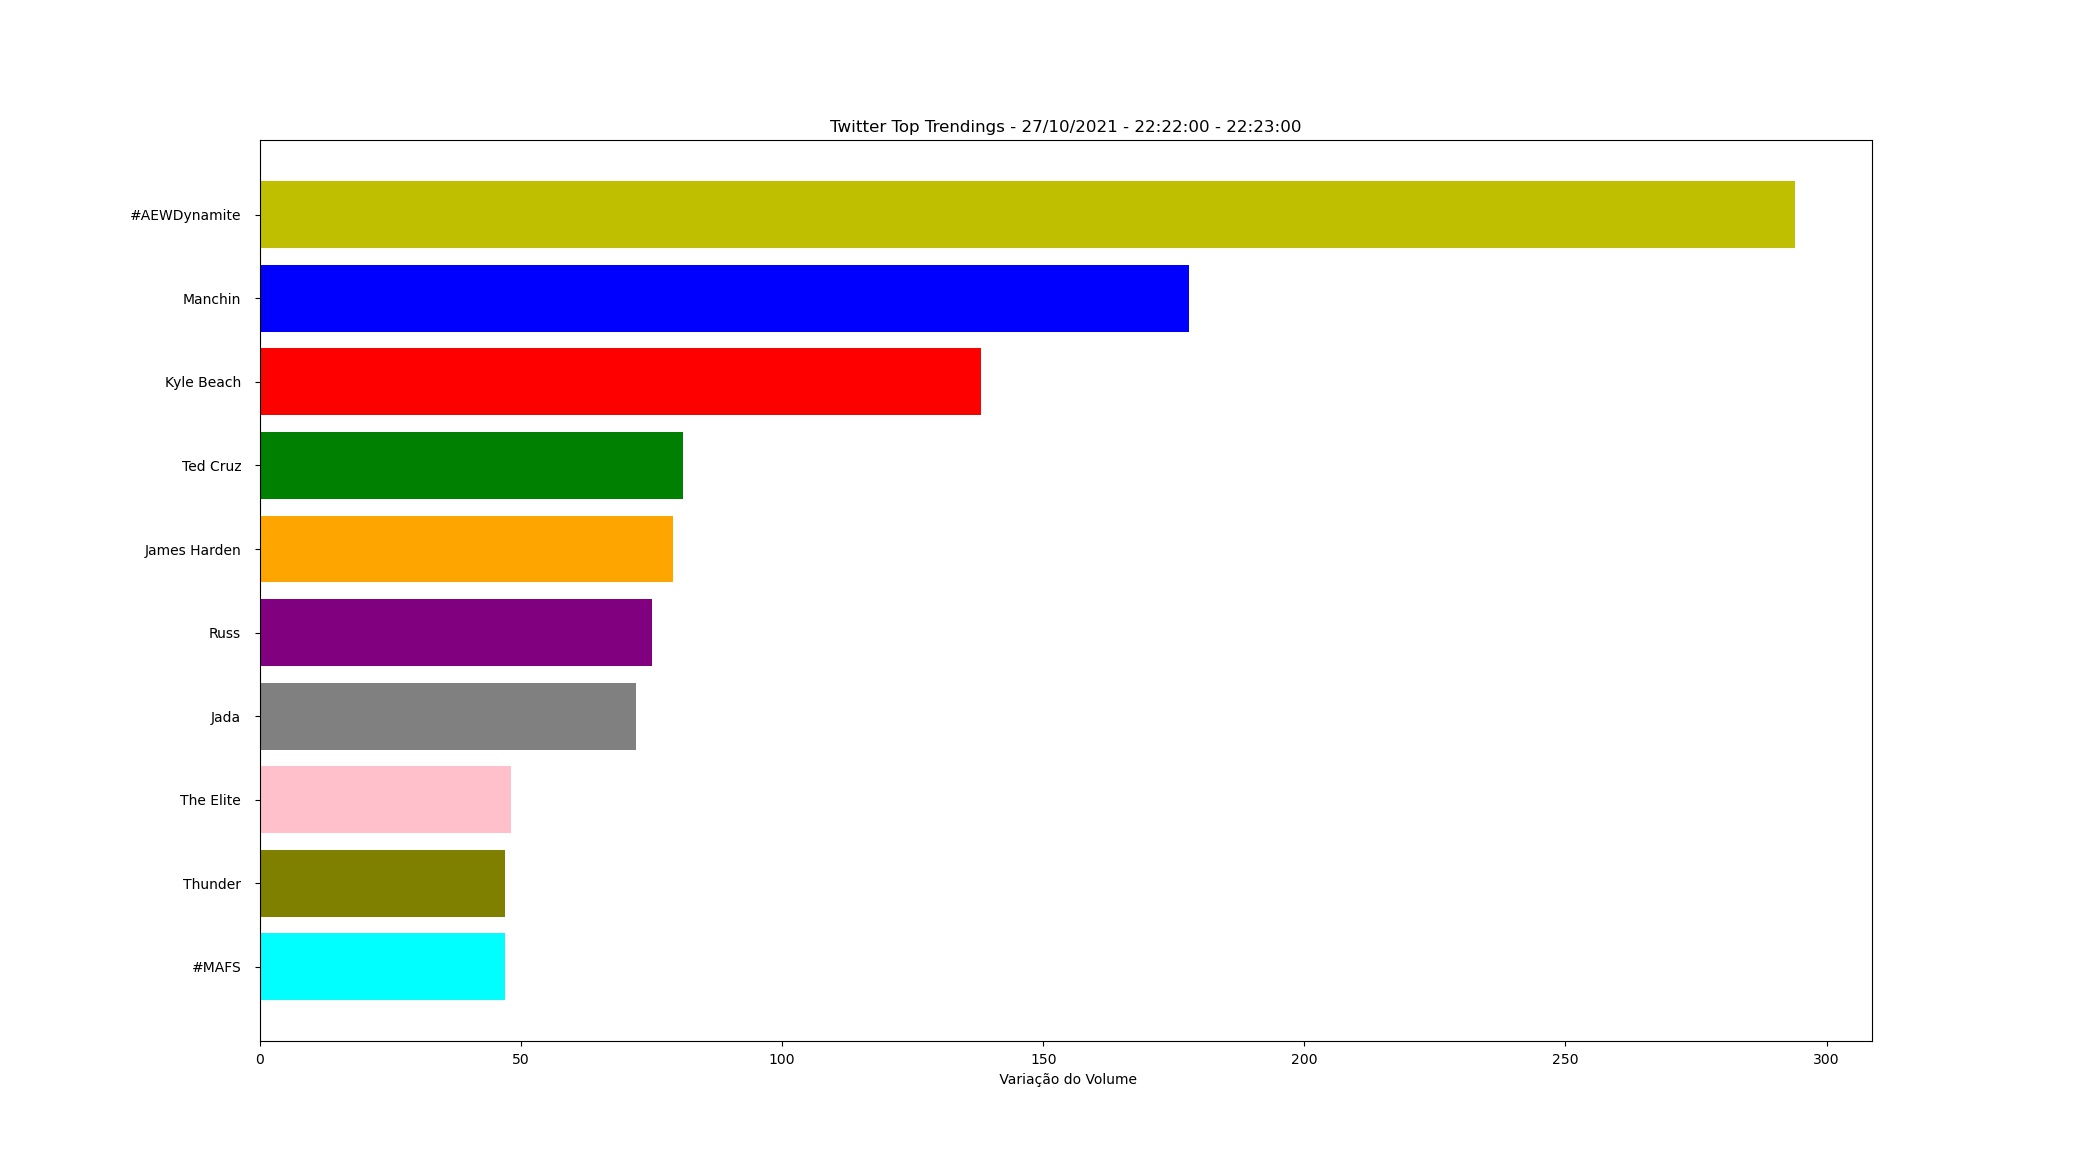 Twitter Top Trendings - 27/10/2021 - 22:22:00 - 22:23:00
#AEWDynamite
Manchin
Kyle Beach
Ted Cruz
James Harden
Russ
Jada
The Elite
Thunder
#MAFS
0 50 100 150 200 250 300
Variação do Volume